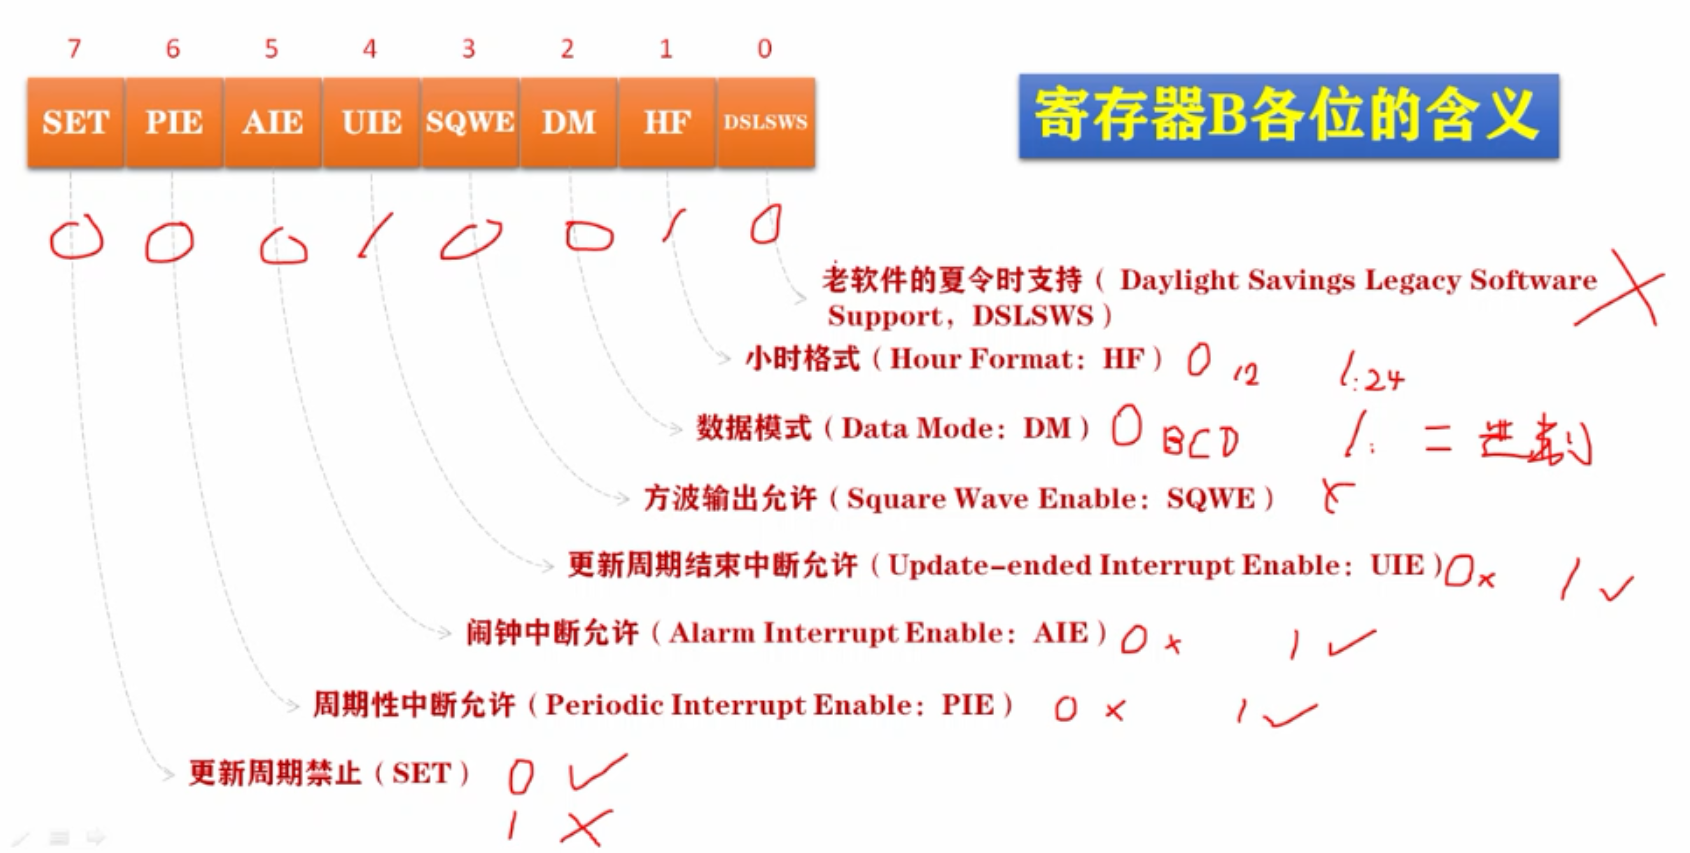 7 6 5 4 3 2 1 0
SET PIE AIE UIE SQWE DM HF DSLSWS
寄存器B各位的含义
0 0 0 1 0 0 1 0
老软件的夏令时支持（ Daylight Savings Legacy Software
Support，DSLSWS）
小时格式（Hour Format：HF） 0 12 1:24
数据模式（Data Mode：DM） 0 BCD 1: 二进制
方波输出允许（Square Wave Enable：SQWE） ×
更新周期结束中断允许（Update-ended Interrupt Enable：UIE） 0 × 1 ✓
闹钟中断允许（Alarm Interrupt Enable：AIE） 0 × 1 ✓
周期性中断允许（Periodic Interrupt Enable：PIE） 0 × 1 ✓
更新周期禁止（SET） 0 ✓
1 ×